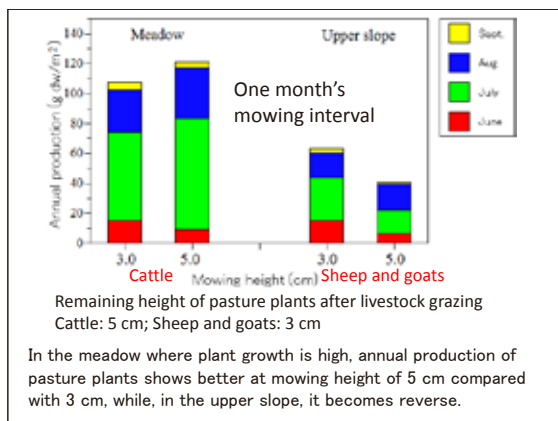 Annual production (g dw/m²)
140
120
100
80
60
40
20
0
Meadow
Upper slope
One month's
mowing interval
Sept.
Aug
July
June
3.0
5.0
3.0
5.0
Cattle
Mowing height (cm)
Sheep and goats
Remaining height of pasture plants after livestock grazing
Cattle: 5 cm; Sheep and goats: 3 cm
In the meadow where plant growth is high, annual production of
pasture plants shows better at mowing height of 5 cm compared
with 3 cm, while, in the upper slope, it becomes reverse.